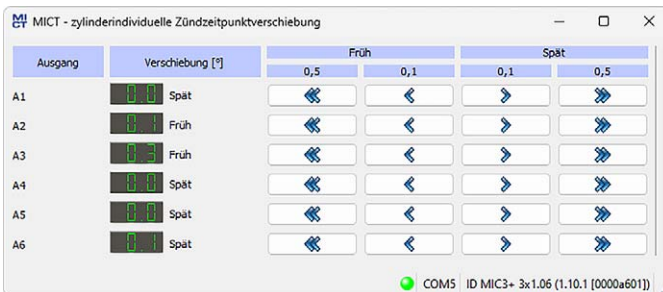 MICT MICT - zylinderindividuelle Zündzeitpunktverschiebung
Ausgang Verschiebung [°] Früh Spät
0,5 0,1 0,1 0,5
A1 0.0 Spät
A2 0.1 Früh
A3 0.3 Früh
A4 0.0 Spät
A5 0.0 Spät
A6 0.1 Spät
COM5 ID MIC3+ 3x1.06 (1.10.1 [0000a601])